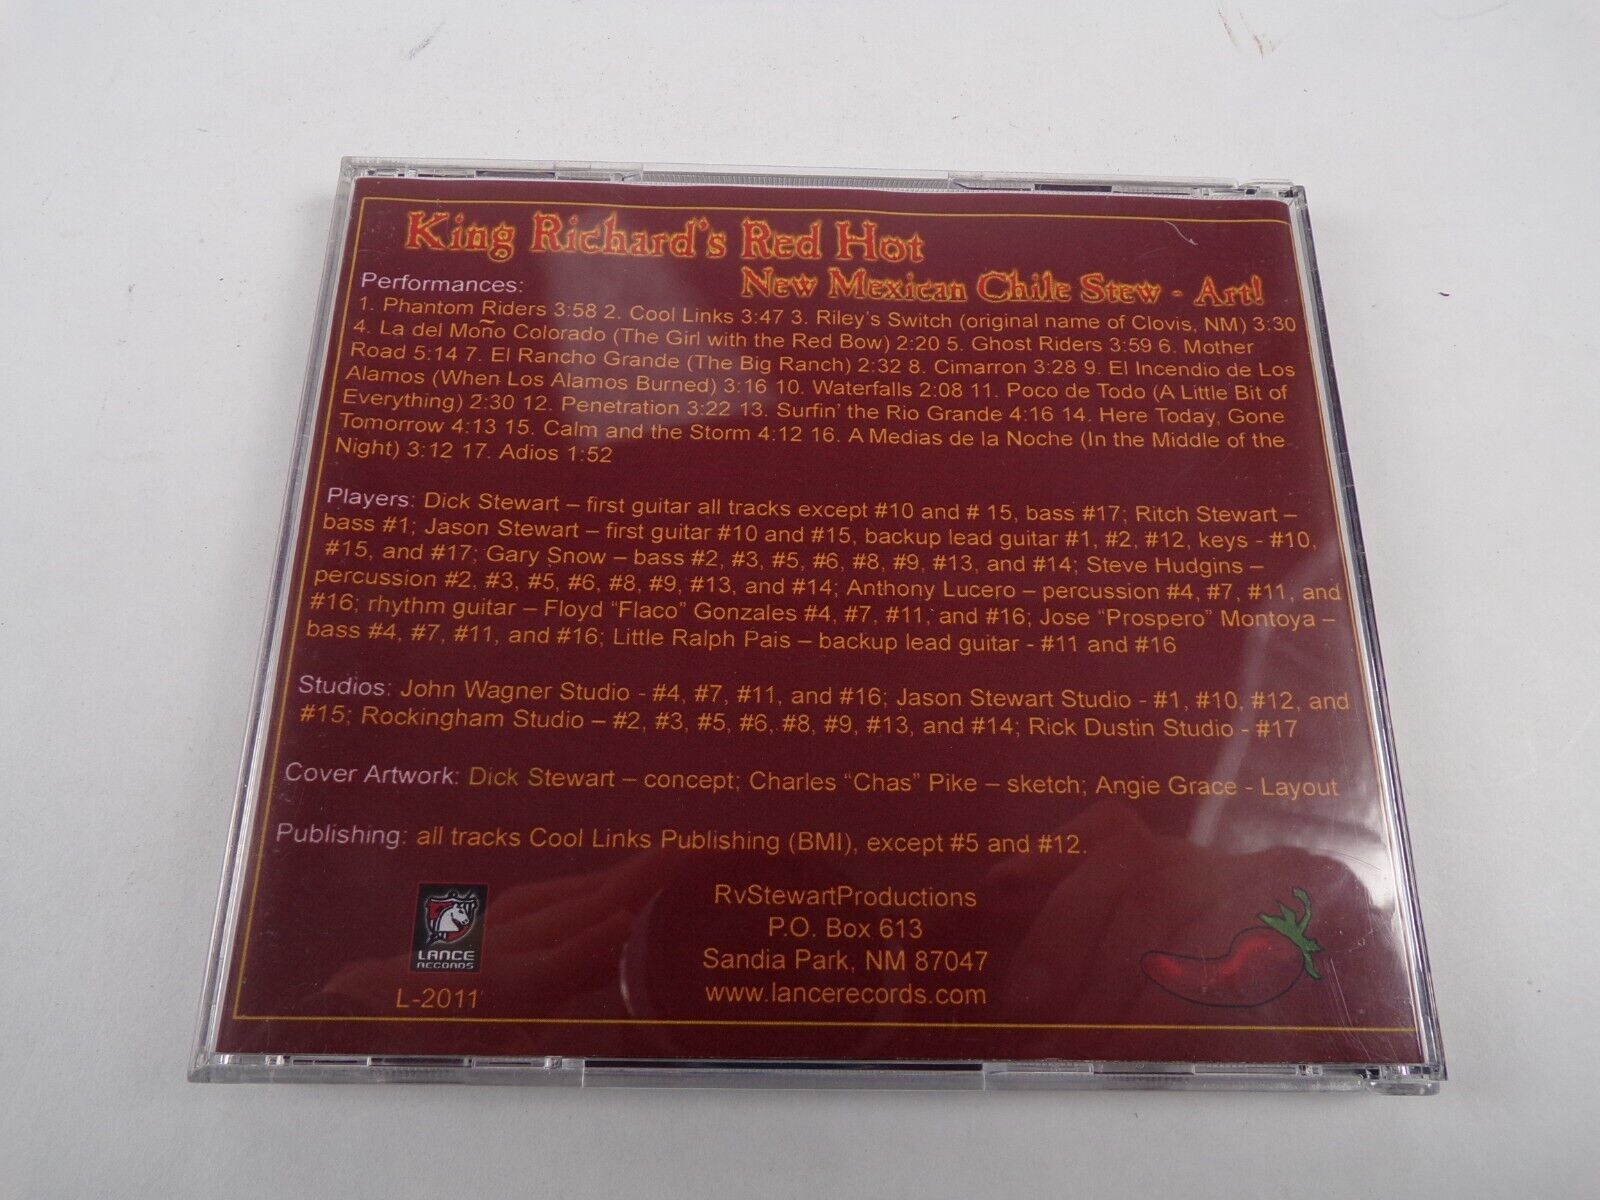 King Richard's Red Hot
New Mexican Chile Stew - Art!
Performances:
1. Phantom Riders 3:58 2. Cool Links 3:47 3. Riley's Switch (original name of Clovis, NM) 3:30
4. La del Moño Colorado (The Girl with the Red Bow) 2:20 5. Ghost Riders 3:59 6. Mother
Road 5:14 7. El Rancho Grande (The Big Ranch) 2:32 8. Cimarron 3:28 9. El Incendio de Los
Alamos (When Los Alamos Burned) 3:16 10. Waterfalls 2:08 11. Poco de Todo (A Little Bit of
Everything) 2:30 12. Penetration 3:22 13. Surfin' the Rio Grande 4:16 14. Here Today, Gone
Tomorrow 4:13 15. Calm and the Storm 4:12 16. A Medias de la Noche (In the Middle of the
Night) 3:12 17. Adios 1:52
Players: Dick Stewart – first guitar all tracks except #10 and # 15, bass #17; Ritch Stewart –
bass #1; Jason Stewart – first guitar #10 and #15, backup lead guitar #1, #2, #12, keys - #10,
#15, and #17; Gary Snow – bass #2, #3, #5, #6, #8, #9, #13, and #14; Steve Hudgins –
percussion #2, #3, #5, #6, #8, #9, #13, and #14; Anthony Lucero – percussion #4, #7, #11, and
#16; rhythm guitar – Floyd "Flaco" Gonzales #4, #7, #11, and #16; Jose "Prospero" Montoya –
bass #4, #7, #11, and #16; Little Ralph Pais – backup lead guitar - #11 and #16
Studios: John Wagner Studio - #4, #7, #11, and #16; Jason Stewart Studio - #1, #10, #12, and
#15; Rockingham Studio – #2, #3, #5, #6, #8, #9, #13, and #14; Rick Dustin Studio - #17
Cover Artwork: Dick Stewart – concept; Charles "Chas" Pike – sketch; Angie Grace - Layout
Publishing: all tracks Cool Links Publishing (BMI), except #5 and #12.
LANCE
RECORDS
L-2011
RvStewartProductions
P.O. Box 613
Sandia Park, NM 87047
www.lancerecords.com